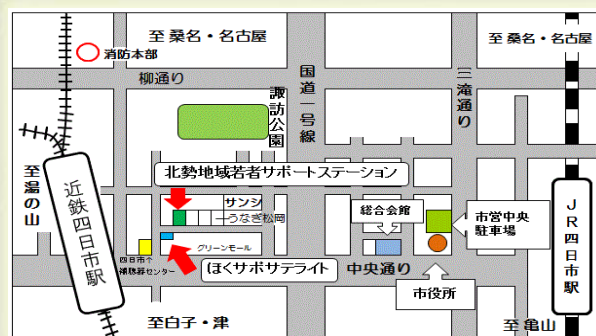 至 桑名・名古屋
至 桑名・名古屋
消防本部
柳通り
国道一号線
三滝通り
諏訪公園
北勢地域若者サポートステーション
至湯の山
近鉄四日市駅
サンシ
うなぎ松岡
総合会館
市営中央
駐車場
JR四日市駅
グリーンモール
四日市
補聴器センター
ほくサポサテライト
中央通り
市役所
至 白子・津
至 亀山